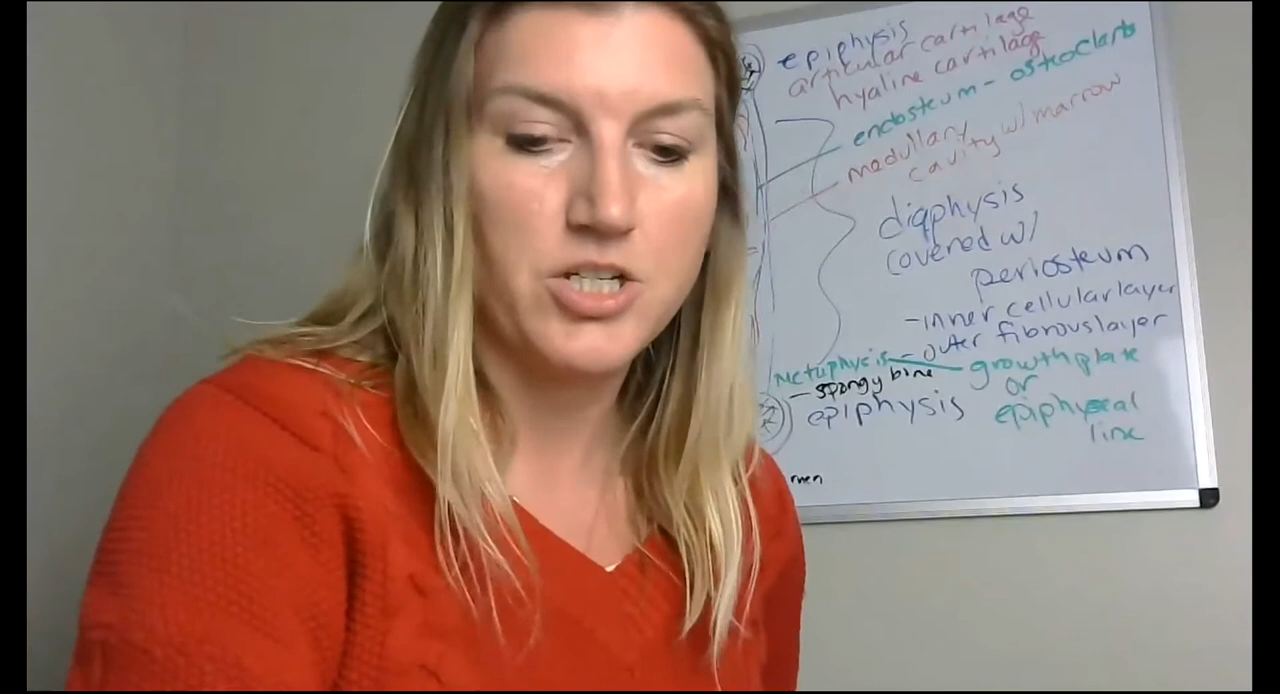 epiphysis
articular cartilage
hyaline cartilage
endosteum - osteoclasts
medullary
cavity w/ marrow
diaphysis
covered w/
periosteum
- inner cellular layer
- outer fibrous layer
Metaphysis
growth plate
- spongy bone
or
epiphysis
epiphyseal
line